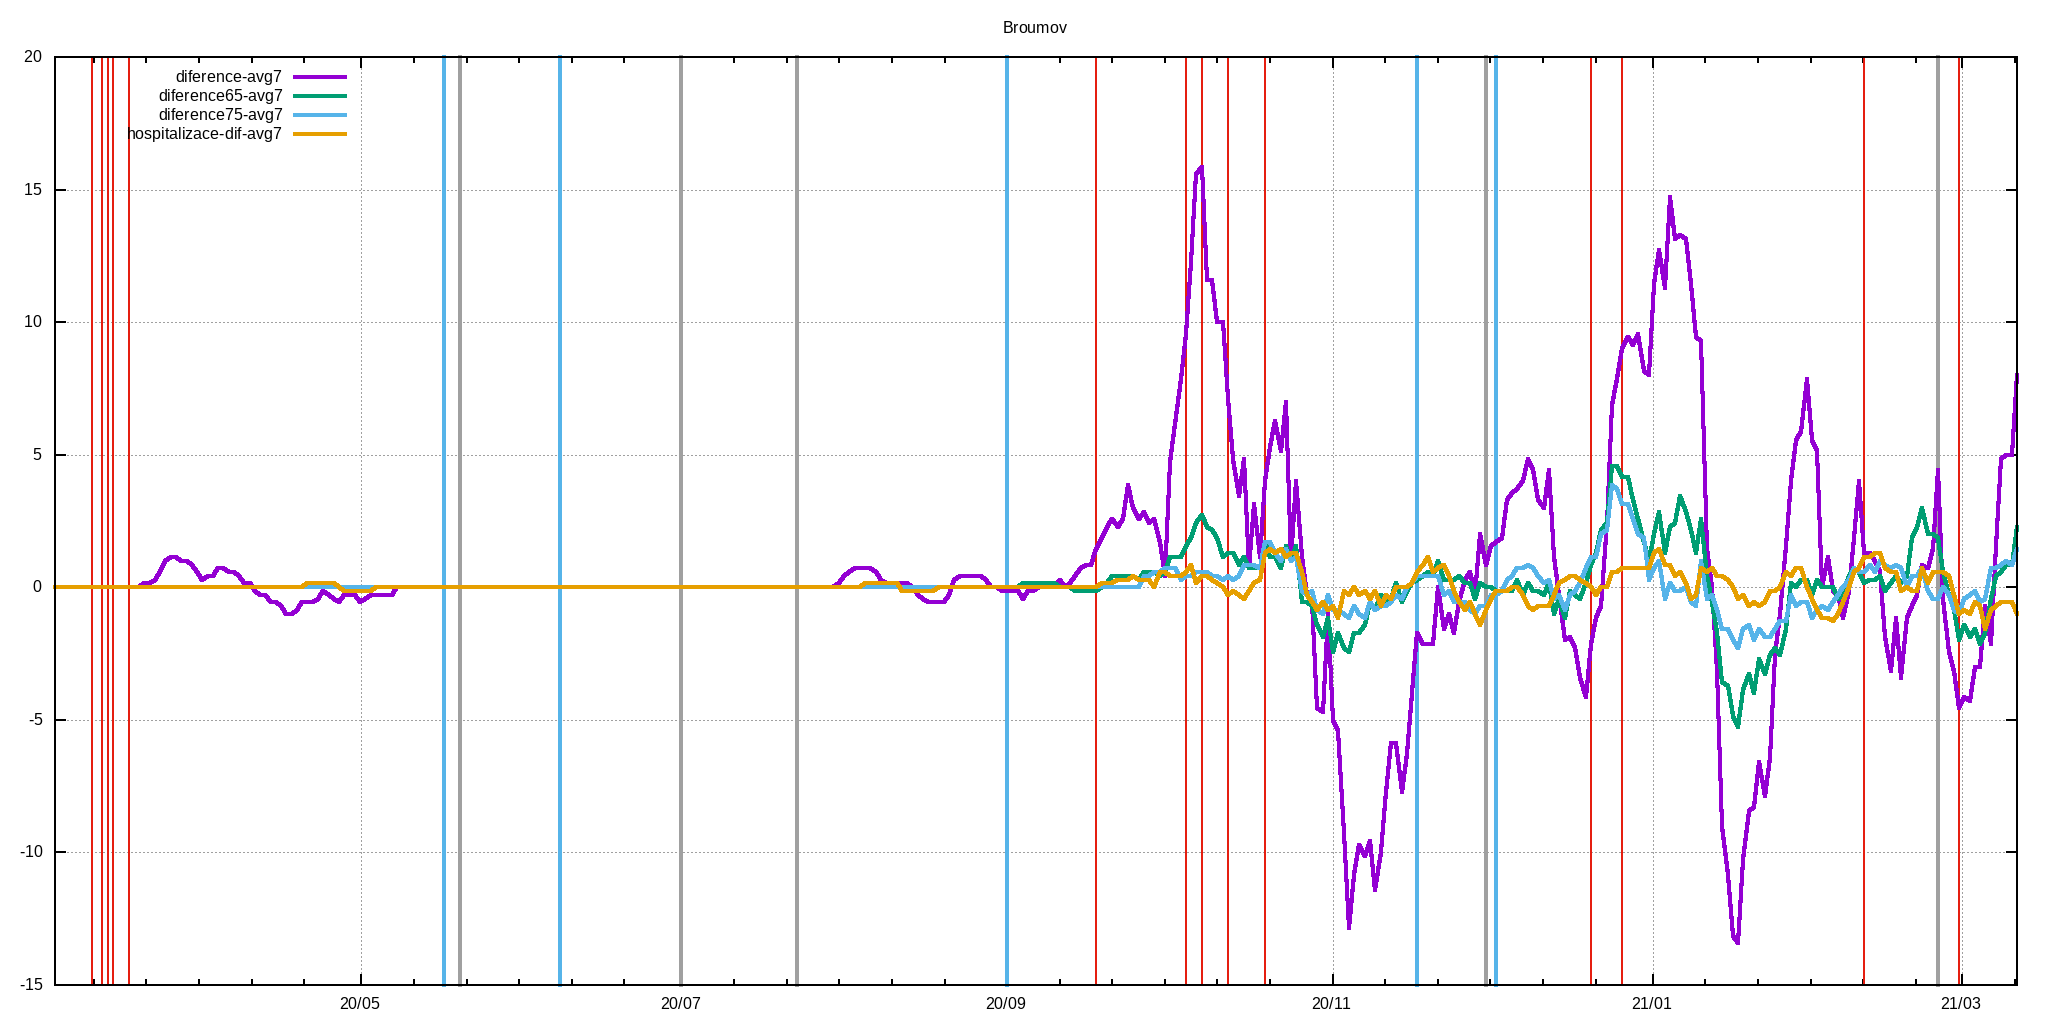 Broumov
20
diference-avg7
diference65-avg7
diference75-avg7
hospitalizace-dif-avg7
15
10
5
0
-5
-10
-15
20/05 20/07 20/09 20/11 21/01 21/03